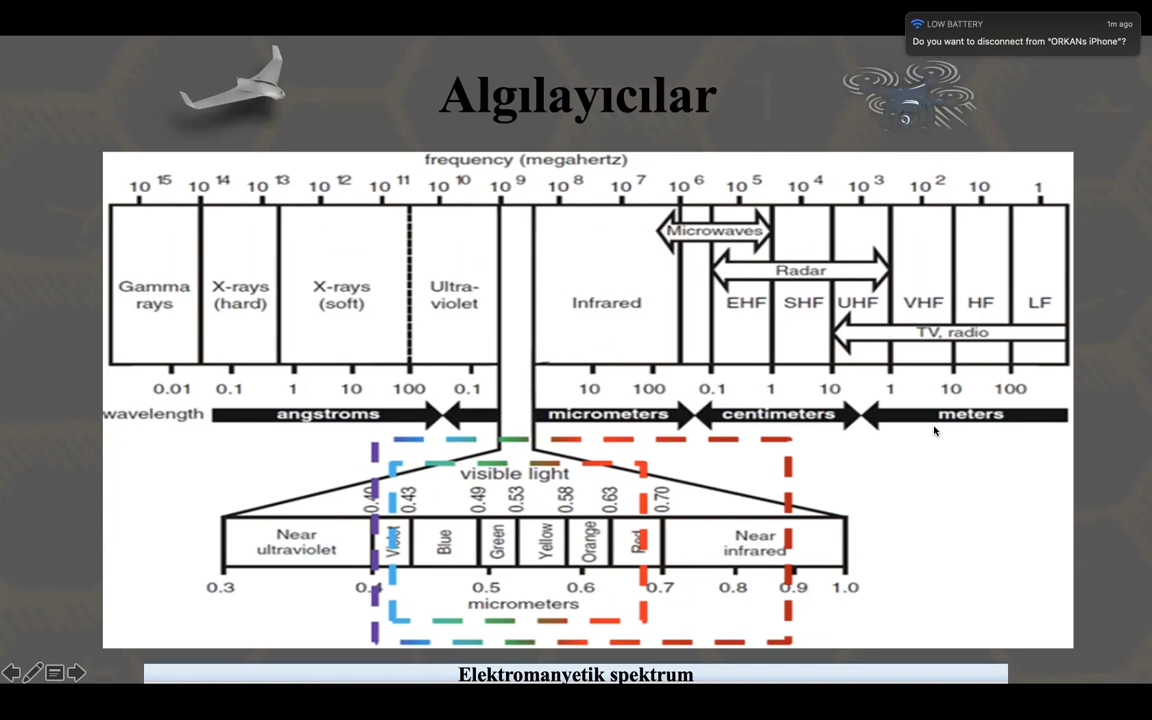 LOW BATTERY 1m ago
Do you want to disconnect from “ORKANs iPhone”?
Algılayıcılar
frequency (megahertz)
10 15 10 14 10 13 10 12 10 11 10 10 10 9 10 8 10 7 10 6 10 5 10 4 10 3 10 2 10 1
Microwaves
Radar
Gamma rays
X-rays (hard)
X-rays (soft)
Ultra-violet
Infrared
EHF SHF UHF VHF HF LF
TV, radio
0.01 0.1 1 10 100 0.1 10 100 0.1 1 10 1 10 100
wavelength angstroms micrometers centimeters meters
visible light
0.40 0.43 0.49 0.53 0.58 0.63 0.70
Near ultraviolet
Violet Blue Green Yellow Orange Red
Near infrared
0.3 0.4 0.5 0.6 0.7 0.8 0.9 1.0
micrometers
Elektromanyetik spektrum